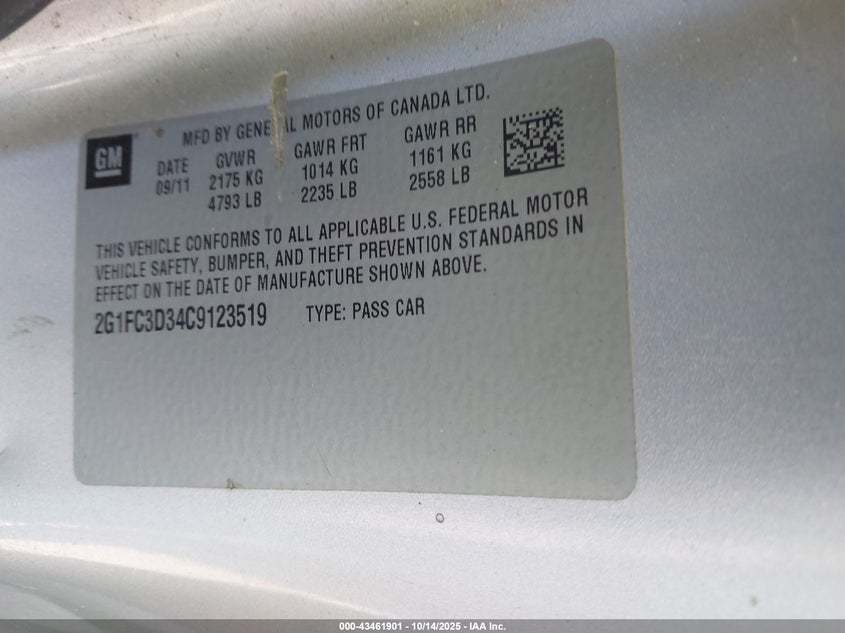 MFD BY GENERAL MOTORS OF CANADA LTD.
GM
DATE GVWR GAWR FRT GAWR RR
09/11 2175 KG 1014 KG 1161 KG
4793 LB 2235 LB 2558 LB
THIS VEHICLE CONFORMS TO ALL APPLICABLE U.S. FEDERAL MOTOR
VEHICLE SAFETY, BUMPER, AND THEFT PREVENTION STANDARDS IN
EFFECT ON THE DATE OF MANUFACTURE SHOWN ABOVE.
2G1FC3D34C9123519 TYPE: PASS CAR
000-43461901 - 10/14/2025 - IAA Inc.